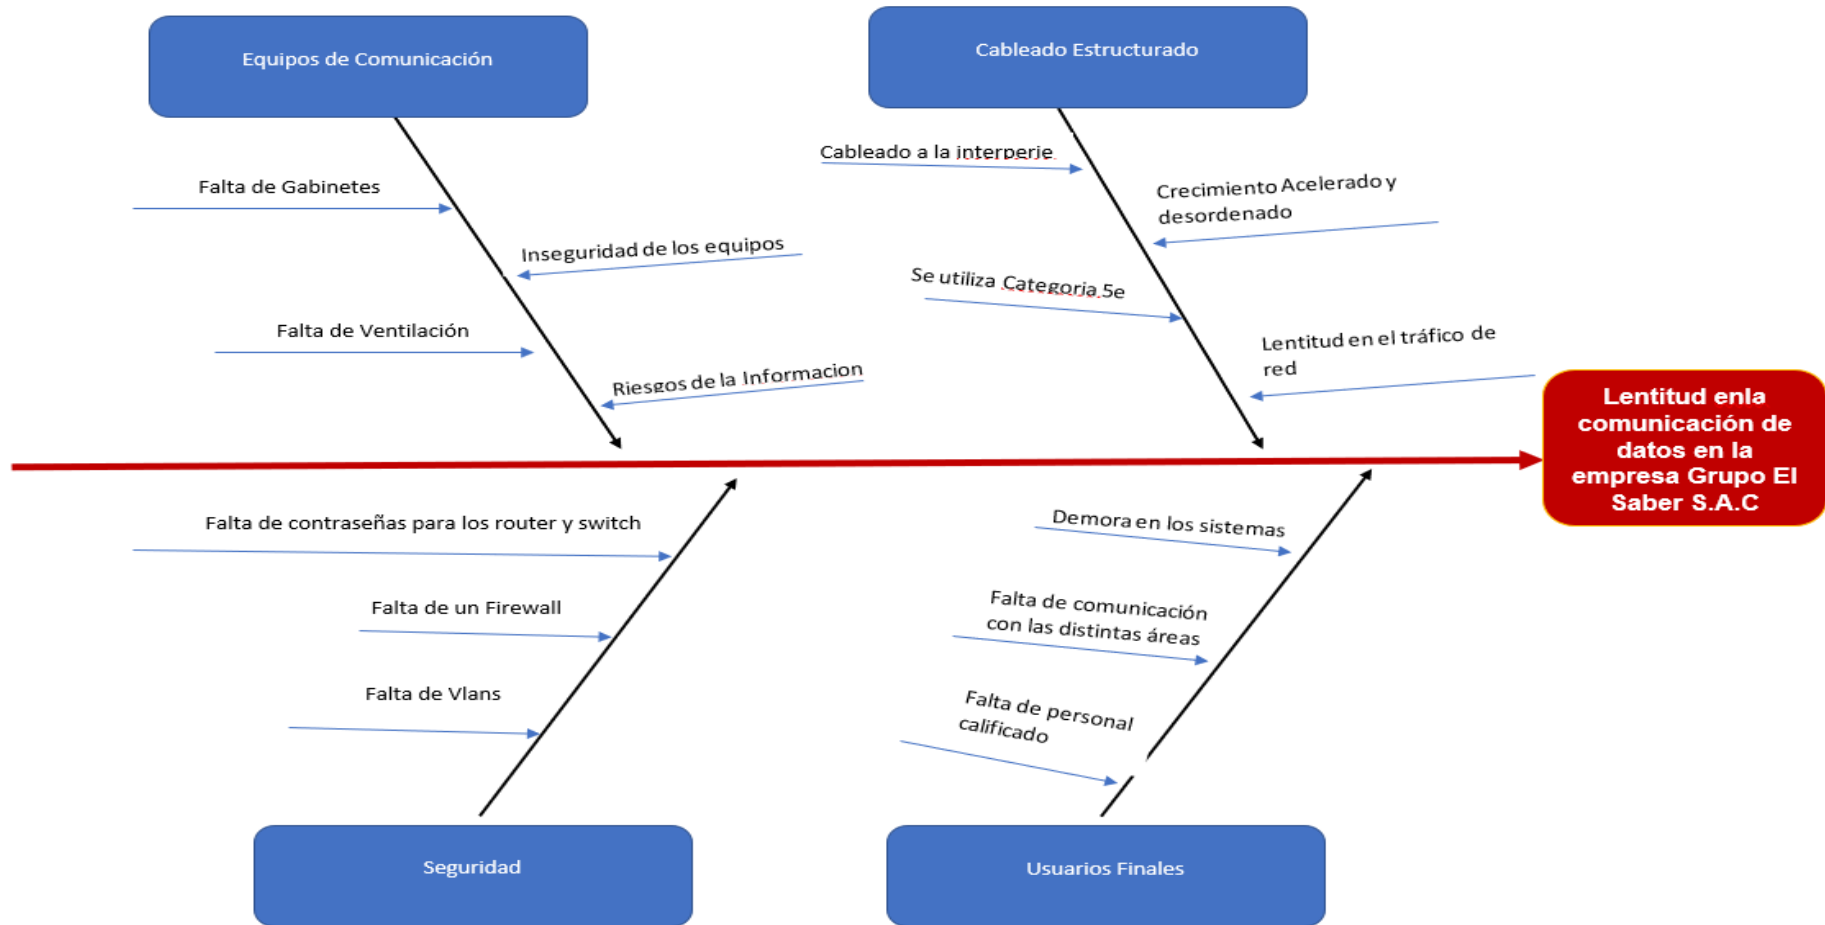 Equipos de Comunicación
Cableado Estructurado
Falta de Gabinetes
Inseguridad de los equipos
Falta de Ventilación
Riesgos de la Informacion
Cableado a la interperie
Crecimiento Acelerado y
desordenado
Se utiliza Categoria 5e
Lentitud en el tráfico de
red
Lentitud enla
comunicación de
datos en la
empresa Grupo El
Saber S.A.C
Falta de contraseñas para los router y switch
Falta de un Firewall
Falta de Vlans
Demora en los sistemas
Falta de comunicación
con las distintas áreas
Falta de personal
calificado
Seguridad
Usuarios Finales